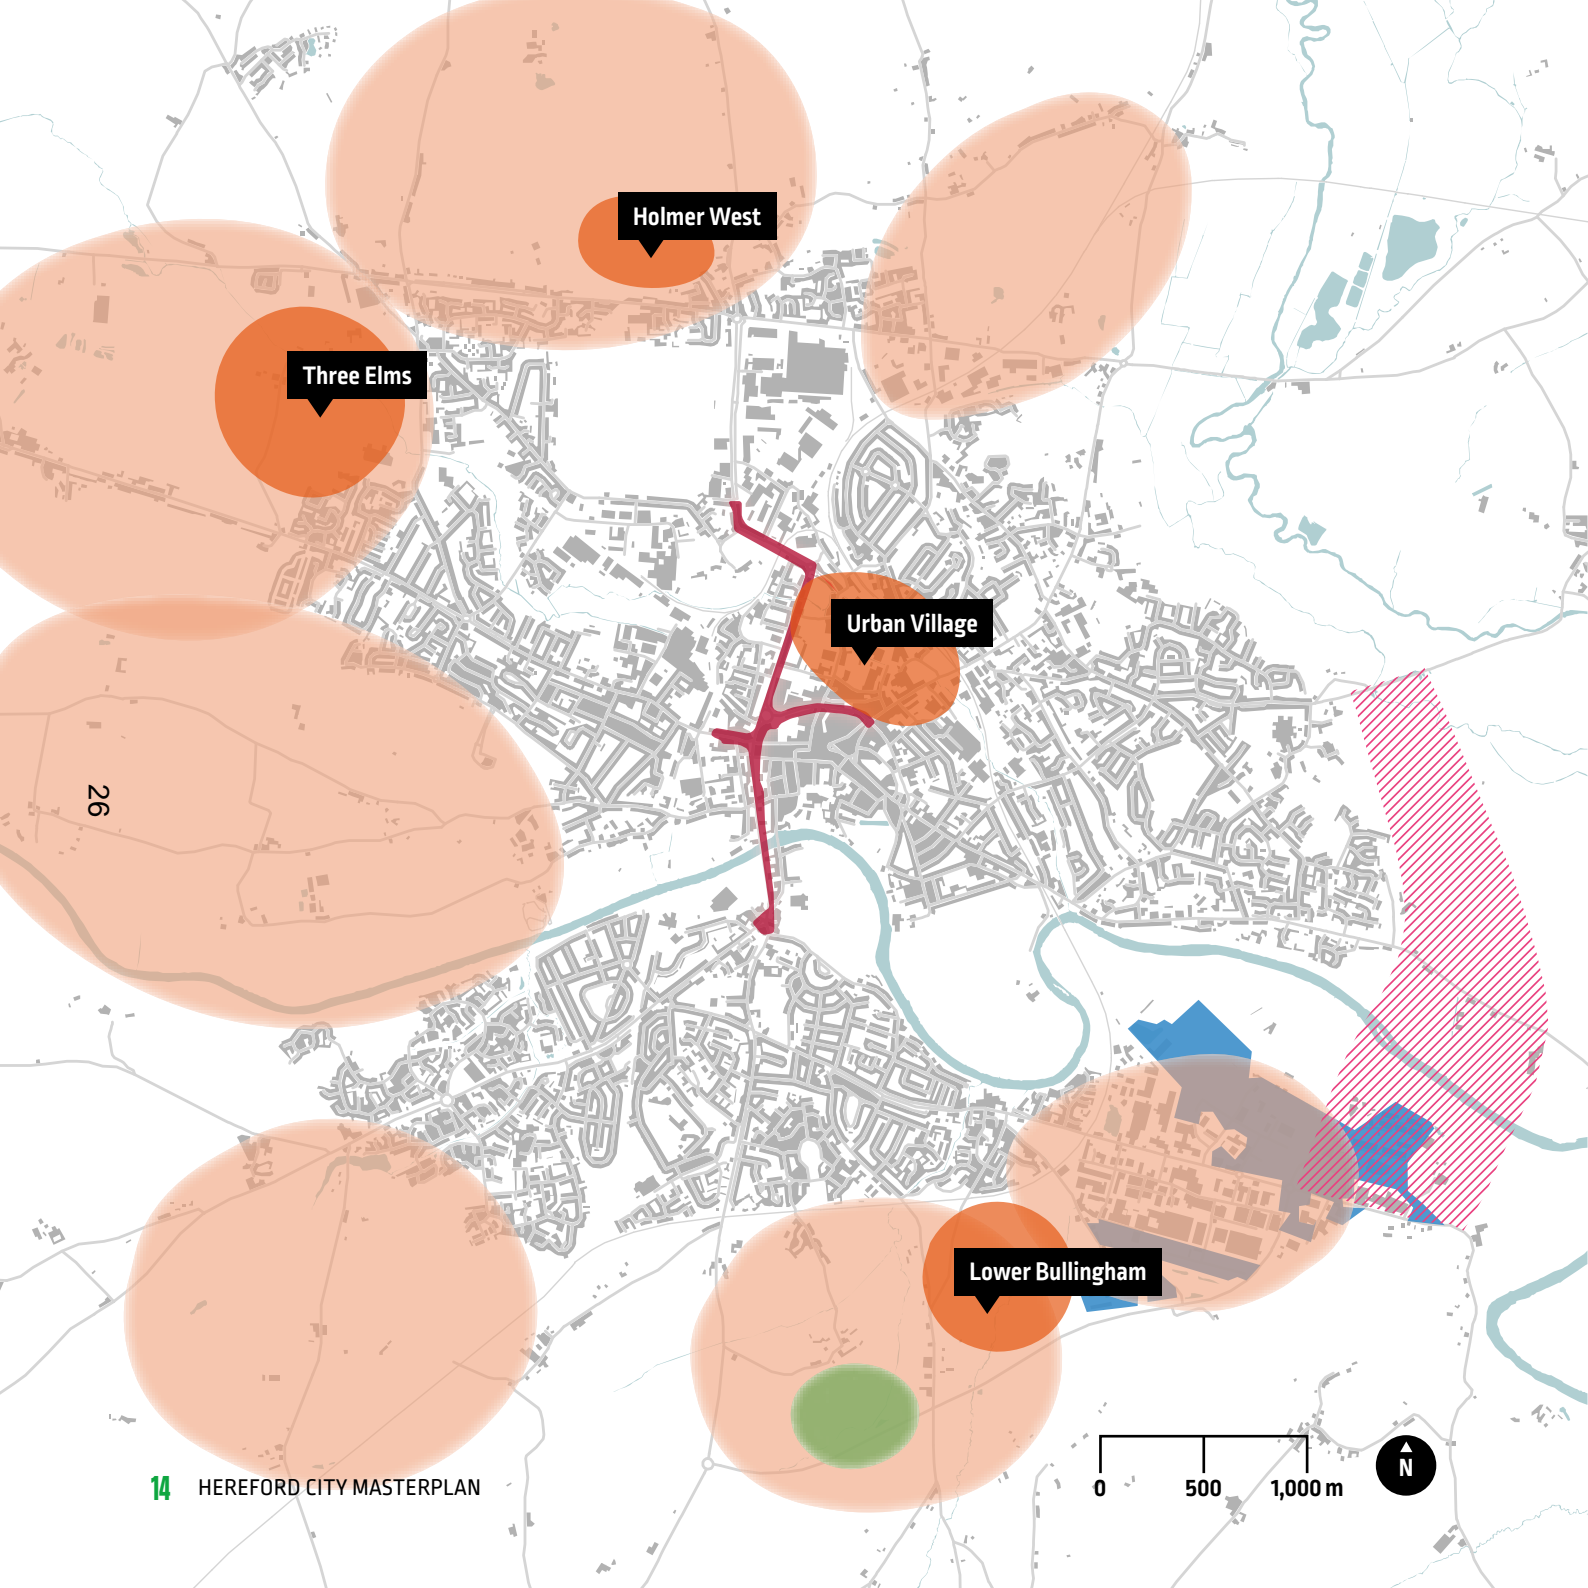 Holmer West
Three Elms
Urban Village
26
Lower Bullingham
0 500 1,000 m
N
14 HEREFORD CITY MASTERPLAN